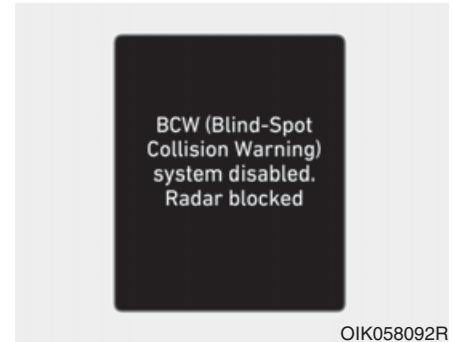 BCW (Blind-Spot
Collision Warning)
system disabled.
Radar blocked
OIK058092R